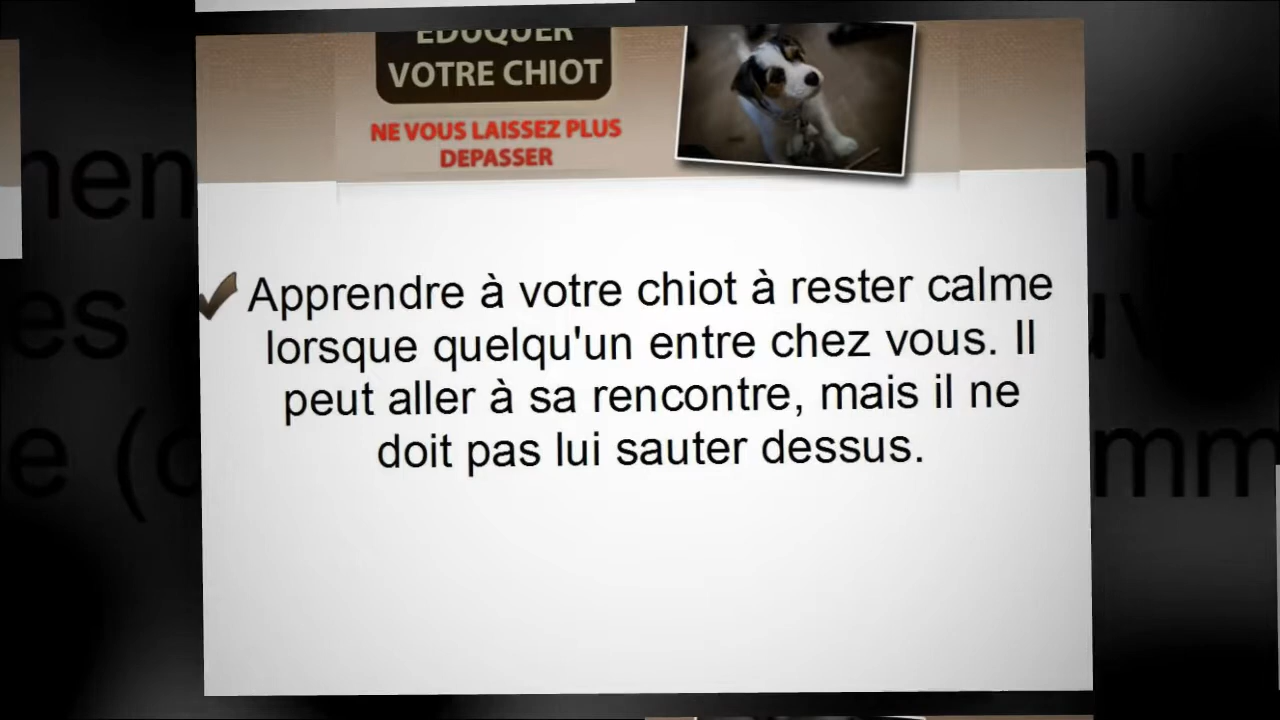 EDUQUER
VOTRE CHIOT
NE VOUS LAISSEZ PLUS
DEPASSER
Apprendre à votre chiot à rester calme
lorsque quelqu'un entre chez vous. Il
peut aller à sa rencontre, mais il ne
doit pas lui sauter dessus.